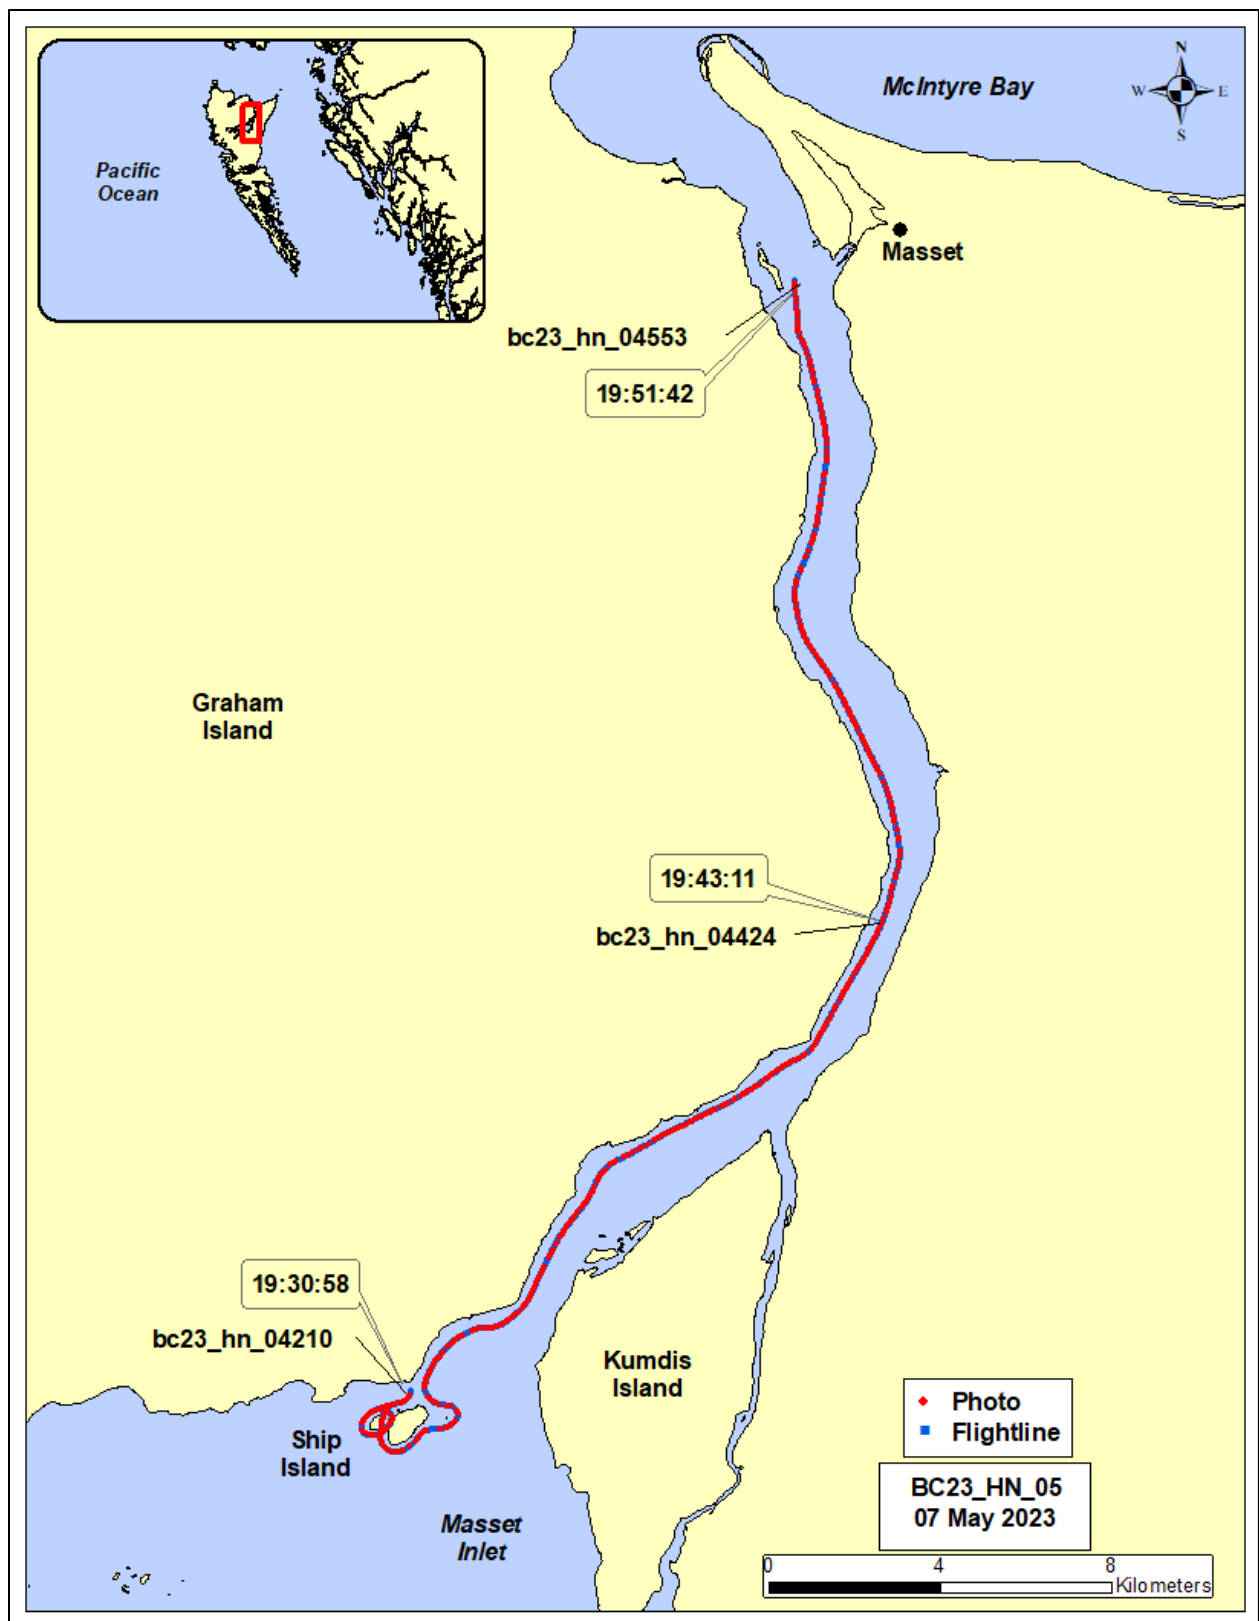 McIntyre Bay
N
W E
S
Pacific
Ocean
Masset
bc23_hn_04553
19:51:42
Graham
Island
19:43:11
bc23_hn_04424
19:30:58
bc23_hn_04210
Kumdis
Island
Ship
Island
Masset
Inlet
Photo
Flightline
BC23_HN_05
07 May 2023
0 4 8
Kilometers